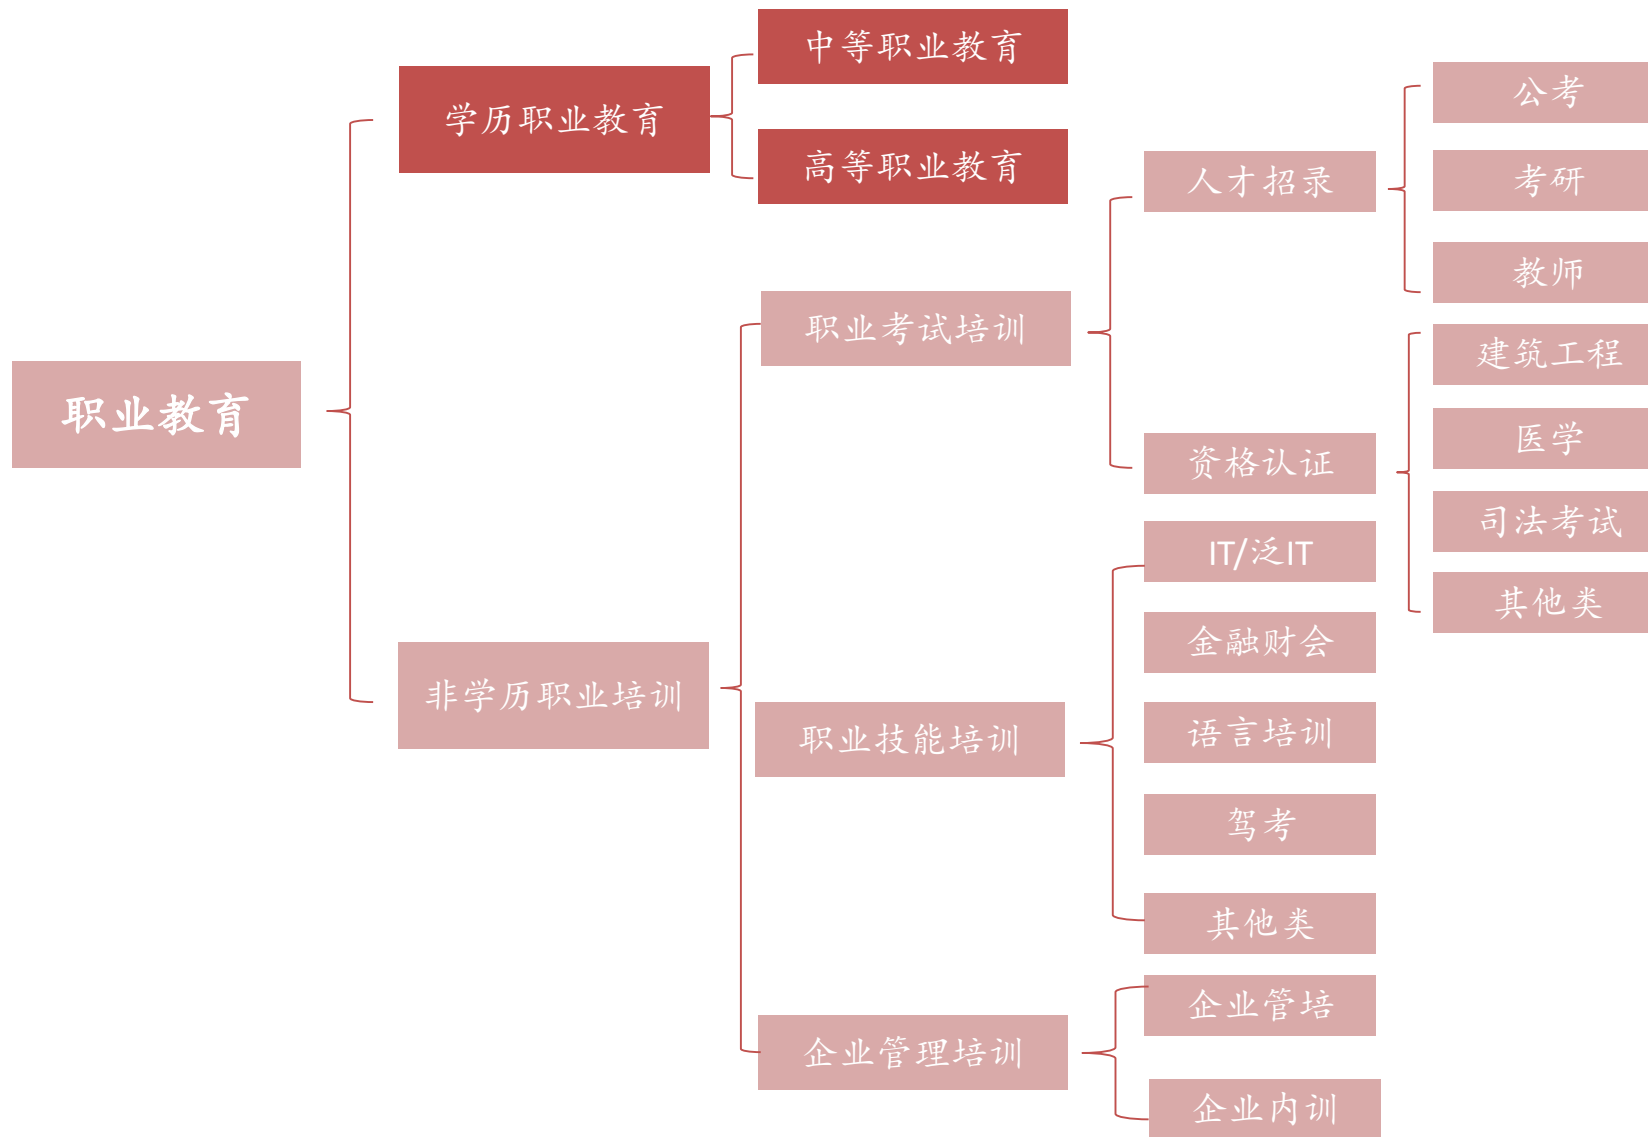 职业教育
学历职业教育
中等职业教育
高等职业教育
非学历职业培训
职业考试培训
人才招录
公考
考研
教师
资格认证
建筑工程
医学
司法考试
其他类
职业技能培训
IT/泛IT
金融财会
语言培训
驾考
其他类
企业管理培训
企业管培
企业内训